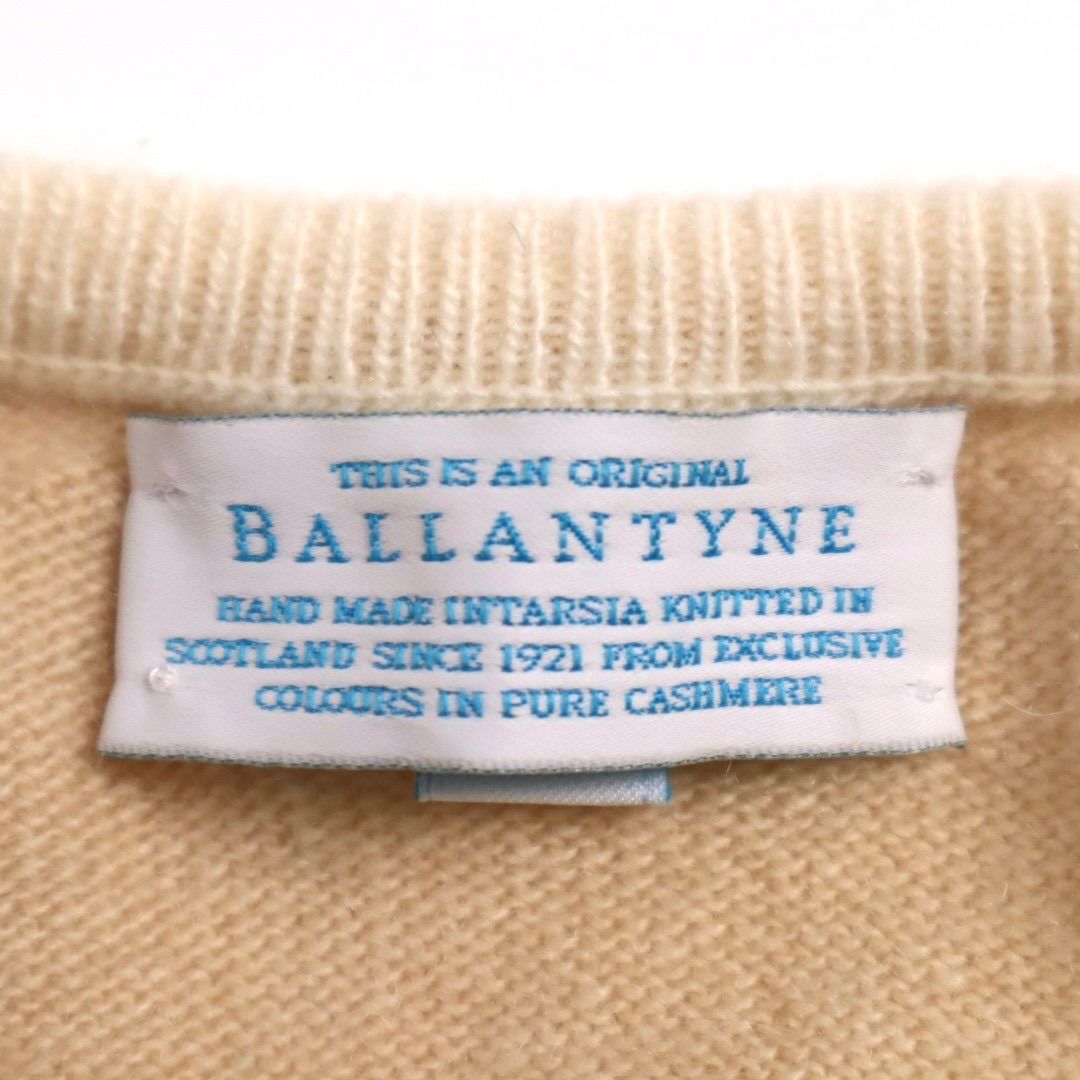 THIS IS AN ORIGINAL
BALLANTYNE
HAND MADE INTARSIA KNITTED IN
SCOTLAND SINCE 1921 FROM EXCLUSIVE
COLOURS IN PURE CASHMERE